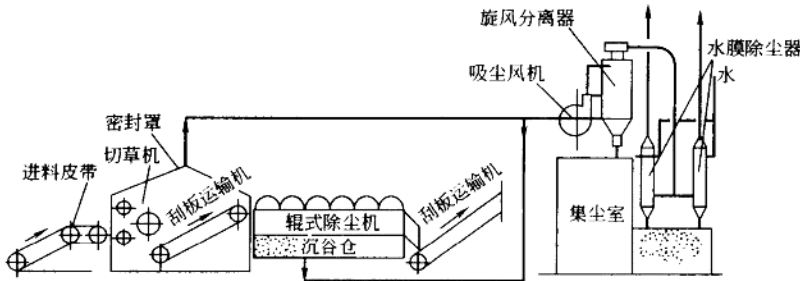 旋风分离器
水膜除尘器
水
吸尘风机
密封罩
切草机
进料皮带
刮板运输机
刮板运输机
辊式除尘机
沉谷仓
集尘室